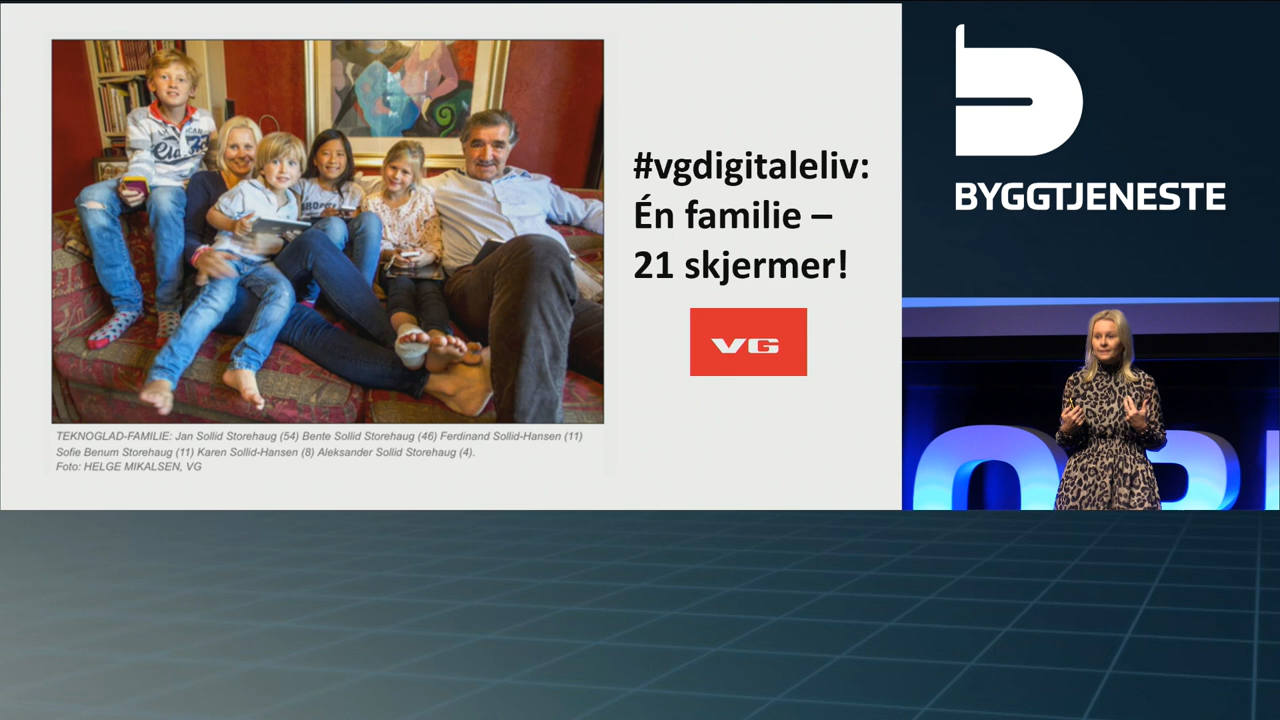 #vgdigitaleliv:
Én familie –
21 skjermer!
VG
TEKNOGLAD-FAMILIE: Jan Sollid Storehaug (54) Bente Sollid Storehaug (46) Ferdinand Sollid-Hansen (11)
Sofie Benum Storehaug (11) Karen Sollid-Hansen (8) Aleksander Sollid Storehaug (4).
Foto: HELGE MIKALSEN, VG
BYGGTJENESTE